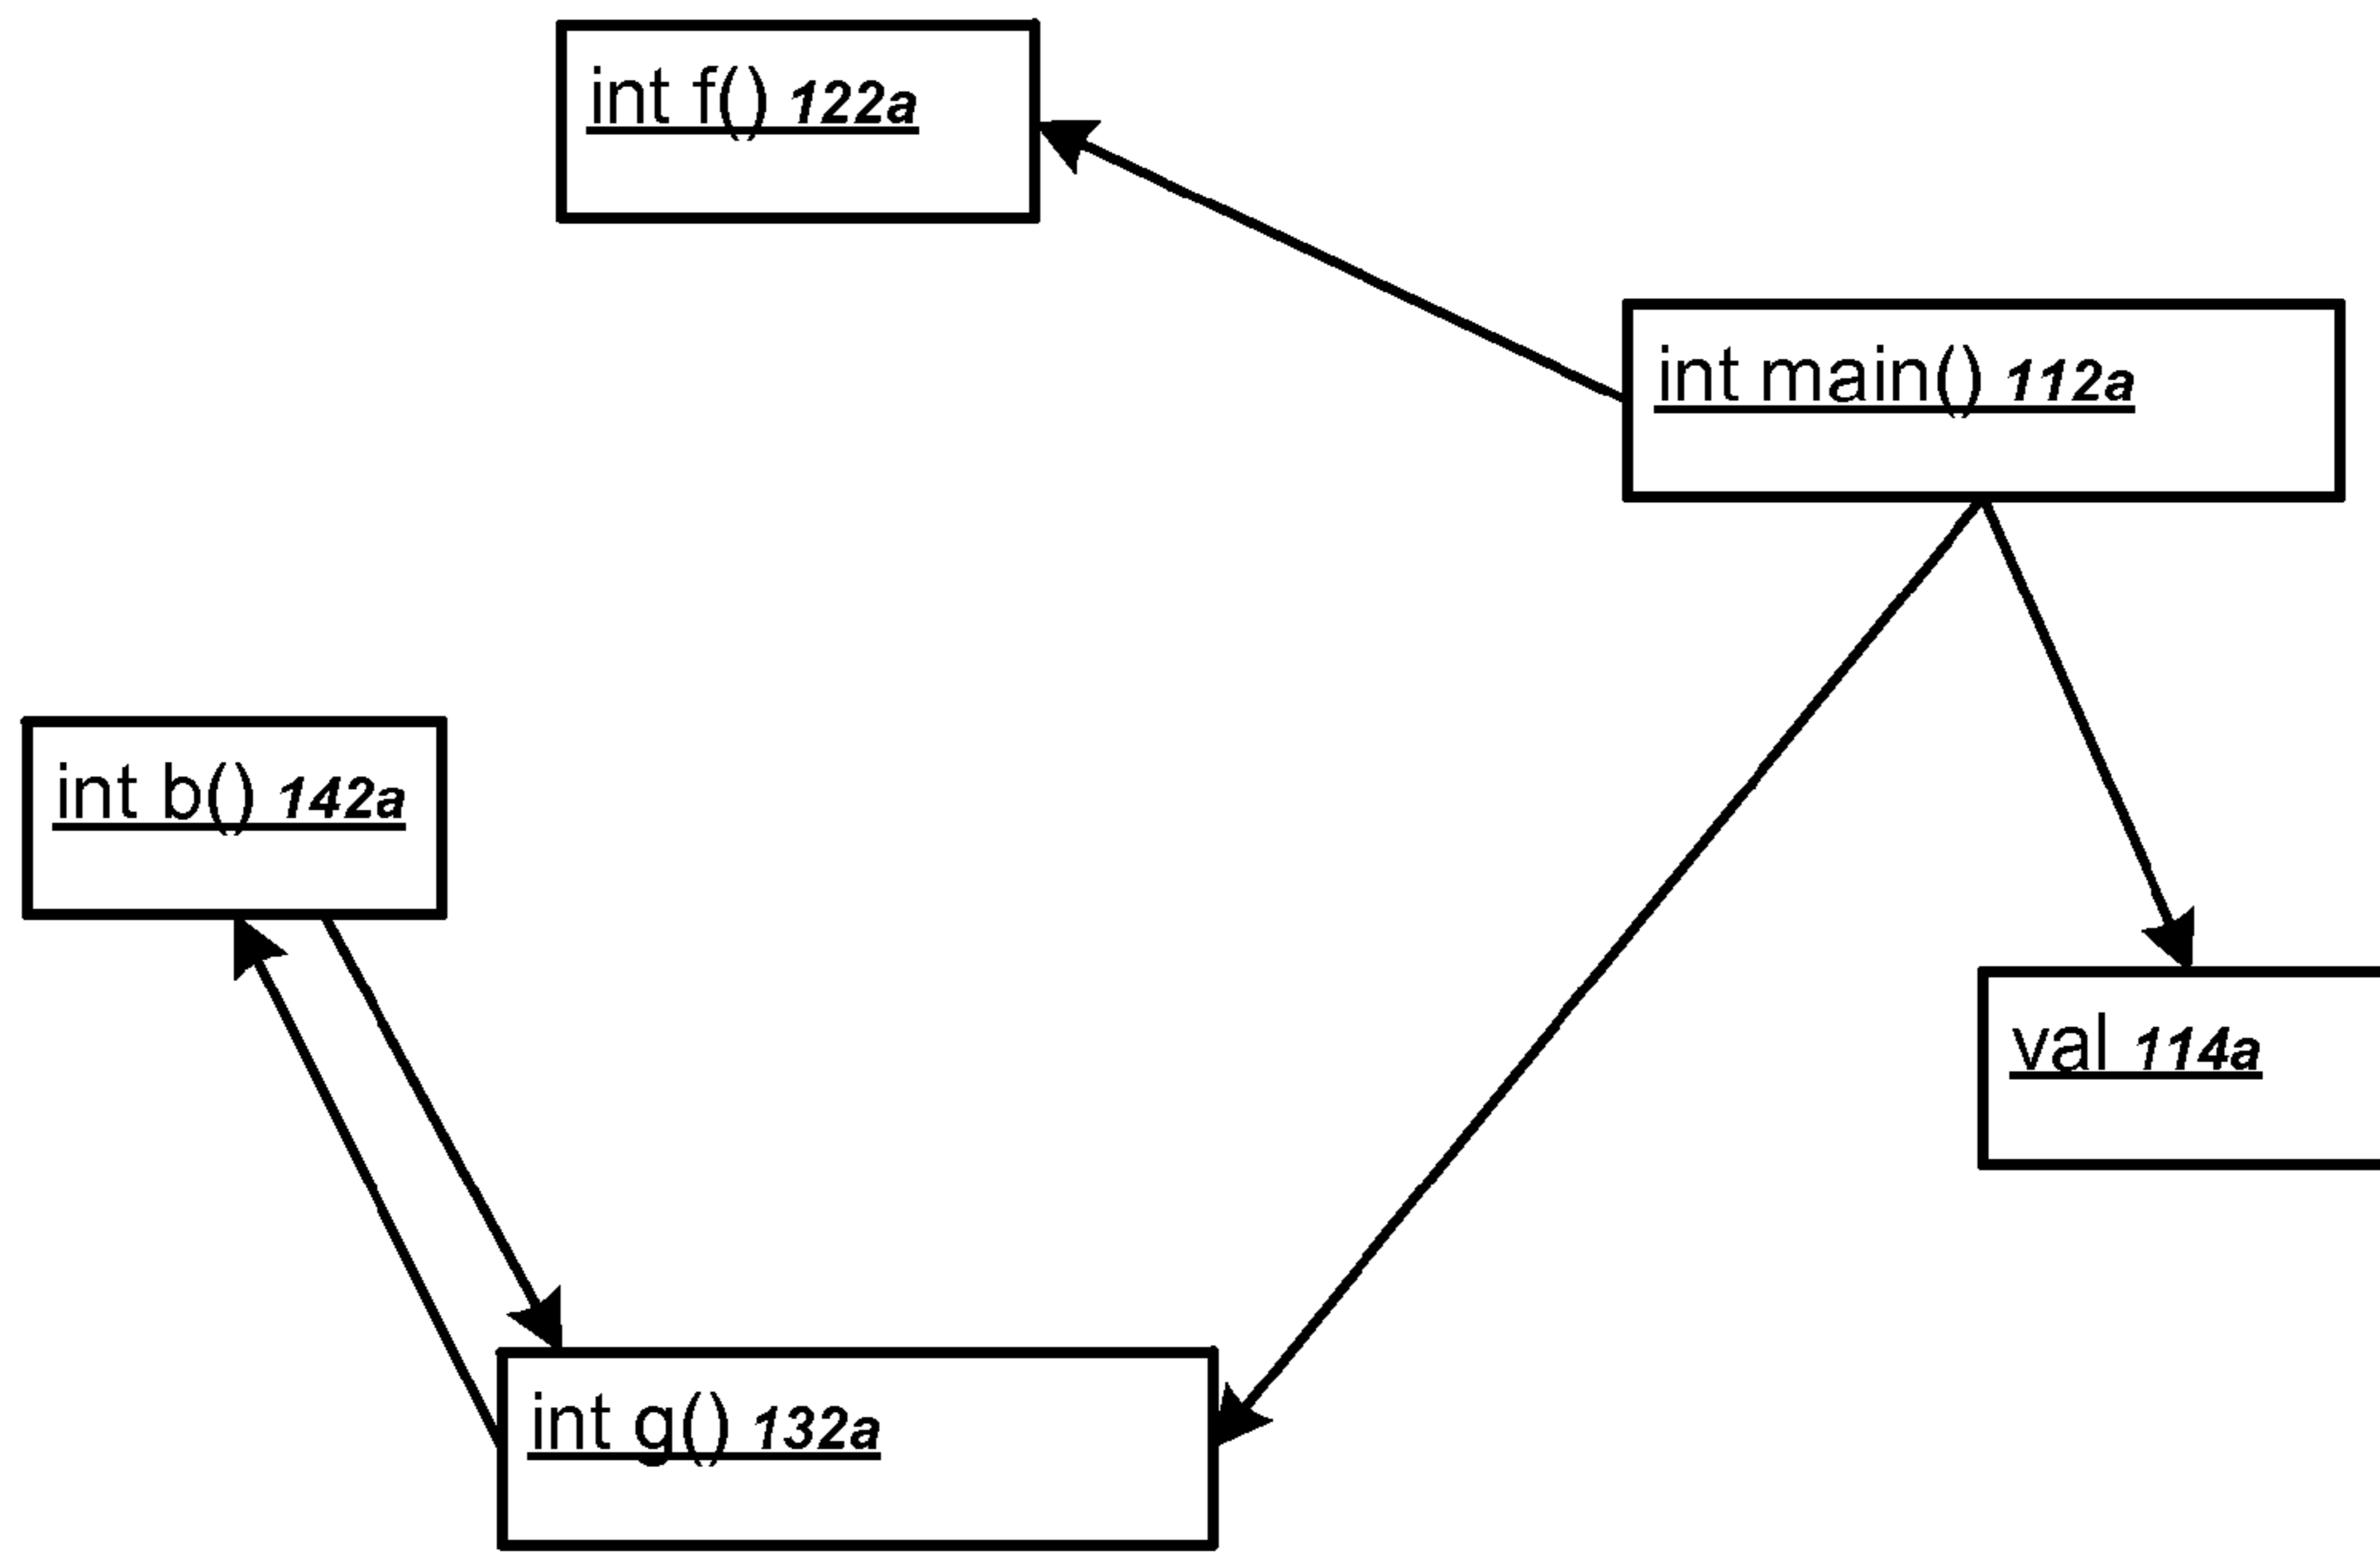 int f() 122a
int main() 112a
int b() 142a
val 114a
int g() 132a